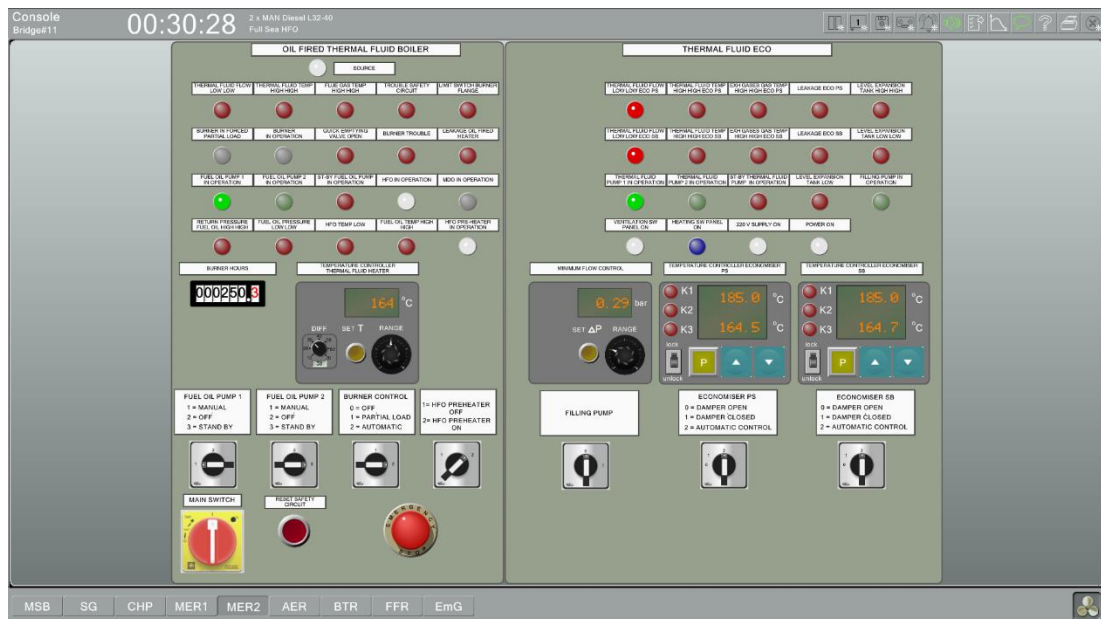 Console
Bridge#11
00:30:28
2 x MAN Diesel L32-40
Full Sea HFO
OIL FIRED THERMAL FLUID BOILER
SOURCE
THERMAL FLUID FLOW LOW LOW
THERMAL FLUID TEMP HIGH HIGH
FLUE GAS TEMP HIGH HIGH
TROUBLE SAFETY CIRCUIT
LIMIT SWITCH BURNER FLANGE
BURNER IN FORCED PARTIAL LOAD
BURNER IN OPERATION
QUICK EMPTYING VALVE OPEN
BURNER TROUBLE
LEAKAGE OIL FIRED HEATER
FUEL OIL PUMP 1 IN OPERATION
FUEL OIL PUMP 2 IN OPERATION
ST-BY FUEL OIL PUMP IN OPERATION
HFO IN OPERATION
MDO IN OPERATION
RETURN PRESSURE FUEL OIL HIGH HIGH
FUEL OIL PRESSURE LOW LOW
HFO TEMP LOW
FUEL OIL TEMP HIGH HIGH
HFO PRE-HEATER IN OPERATION
BURNER HOURS
000250.3
TEMPERATURE CONTROLLER
THERMAL FLUID HEATER
164 °C
DIFF
SET T
RANGE
FUEL OIL PUMP 1
1 = MANUAL
2 = OFF
3 = STAND BY
FUEL OIL PUMP 2
1 = MANUAL
2 = OFF
3 = STAND BY
BURNER CONTROL
0 = OFF
1 = PARTIAL LOAD
2 = AUTOMATIC
1= HFO PREHEATER
OFF
2= HFO PREHEATER
ON
MAIN SWITCH
RESET SAFETY
CIRCUIT
EMERGENCY
STOP
THERMAL FLUID ECO
THERMAL FLUID FLOW LOW LOW ECO PS
THERMAL FLUID TEMP HIGH HIGH ECO PS
EXH GASES GAS TEMP HIGH HIGH ECO PS
LEAKAGE ECO PS
LEVEL EXPANSION TANK HIGH HIGH
THERMAL FLUID FLOW LOW LOW ECO SB
THERMAL FLUID TEMP HIGH HIGH ECO SB
EXH GASES GAS TEMP HIGH HIGH ECO SB
LEAKAGE ECO SB
LEVEL EXPANSION TANK LOW LOW
THERMAL FLUID PUMP 1 IN OPERATION
THERMAL FLUID PUMP 2 IN OPERATION
ST-BY THERMAL FLUID PUMP IN OPERATION
LEVEL EXPANSION TANK LOW
FILLING PUMP IN OPERATION
VENTILATION SW PANEL ON
HEATING SW PANEL ON
220 V SUPPLY ON
POWER ON
MINIMUM FLOW CONTROL
0.29 bar
SET ΔP
RANGE
TEMPERATURE CONTROLLER ECONOMISER
PS
K1
K2
K3
185.0 °C
164.5 °C
lock
unlock
P
TEMPERATURE CONTROLLER ECONOMISER
SB
K1
K2
K3
185.0 °C
164.7 °C
lock
unlock
P
FILLING PUMP
ECONOMISER PS
0 = DAMPER OPEN
1 = DAMPER CLOSED
2 = AUTOMATIC CONTROL
ECONOMISER SB
0 = DAMPER OPEN
1 = DAMPER CLOSED
2 = AUTOMATIC CONTROL
MSB
SG
CHP
MER1
MER2
AER
BTR
FFR
EmG